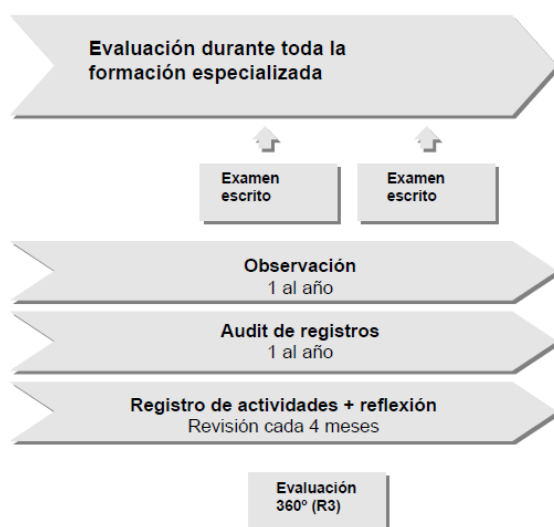 Evaluación durante toda la
formación especializada
Examen
escrito
Examen
escrito
Observación
1 al año
Audit de registros
1 al año
Registro de actividades + reflexión
Revisión cada 4 meses
Evaluación
360º (R3)